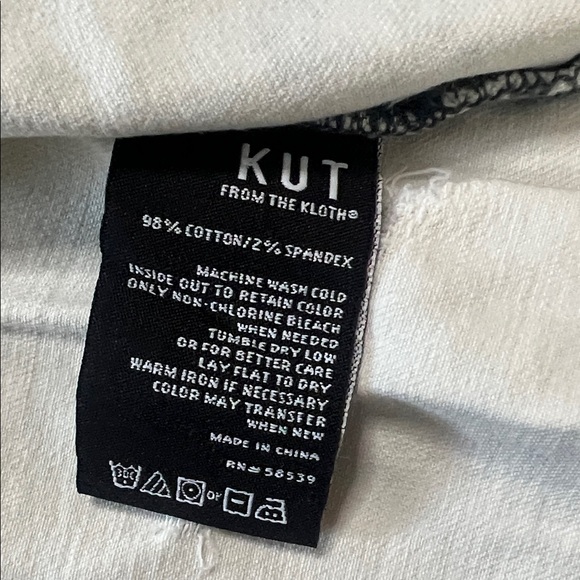 KUT
FROM THE KLOTH®
98% COTTON/2% SPANDEX
MACHINE WASH COLD
INSIDE OUT TO RETAIN COLOR
ONLY NON-CHLORINE BLEACH
WHEN NEEDED
TUMBLE DRY LOW
OR FOR BETTER CARE
LAY FLAT TO DRY
WARM IRON IF NECESSARY
COLOR MAY TRANSFER
WHEN NEW
MADE IN CHINA
RN# 58539
30C OR